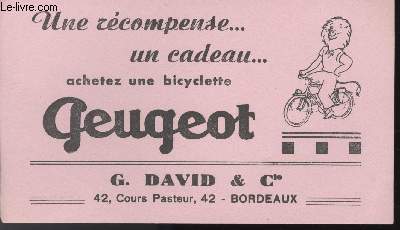 Le-livre.com
Une récompense...
un cadeau...
achetez une bicyclette
Peugeot
G. DAVID & Cie
42, Cours Pasteur, 42 - BORDEAUX